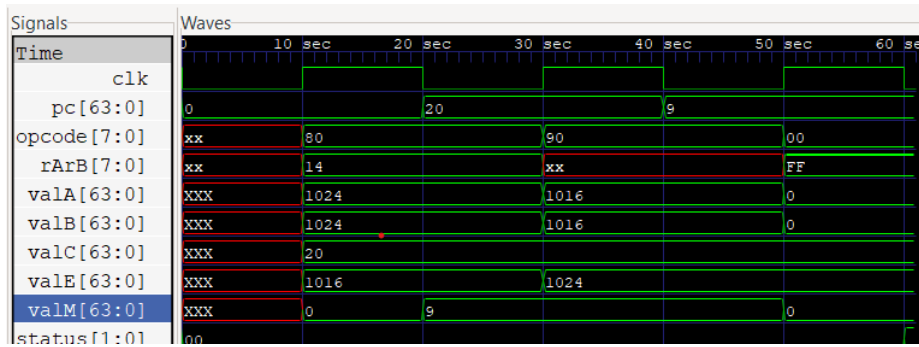 Signals Waves
Time 0 10 sec 20 sec 30 sec 40 sec 50 sec 60 se
clk
pc[63:0] 0 20 9
opcode[7:0] xx 80 90 00
rArB[7:0] xx 14 xx FF
valA[63:0] XXX 1024 1016 0
valB[63:0] XXX 1024 1016 0
valC[63:0] XXX 20
valE[63:0] XXX 1016 1024
valM[63:0] XXX 0 9 0
status[1:0] 00